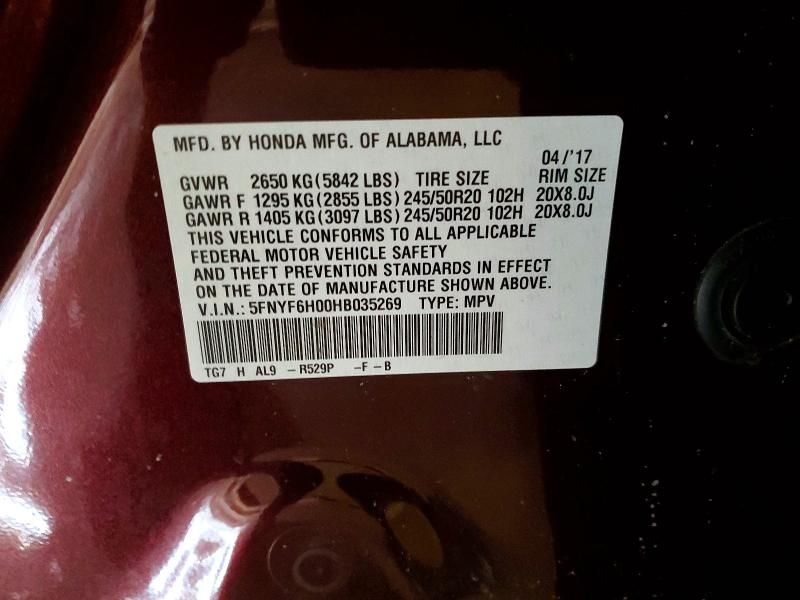 MFD. BY HONDA MFG. OF ALABAMA, LLC
04/'17
GVWR 2650 KG(5842 LBS) TIRE SIZE RIM SIZE
GAWR F 1295 KG(2855 LBS)245/50R20 102H 20X8.0J
GAWR R 1405 KG(3097 LBS)245/50R20 102H 20X8.0J
THIS VEHICLE CONFORMS TO ALL APPLICABLE
FEDERAL MOTOR VEHICLE SAFETY
AND THEFT PREVENTION STANDARDS IN EFFECT
ON THE DATE OF MANUFACTURE SHOWN ABOVE.
V.I.N.: 5FNYF6H00HB035269 TYPE: MPV
TG7 H AL9 -R529P -F-B